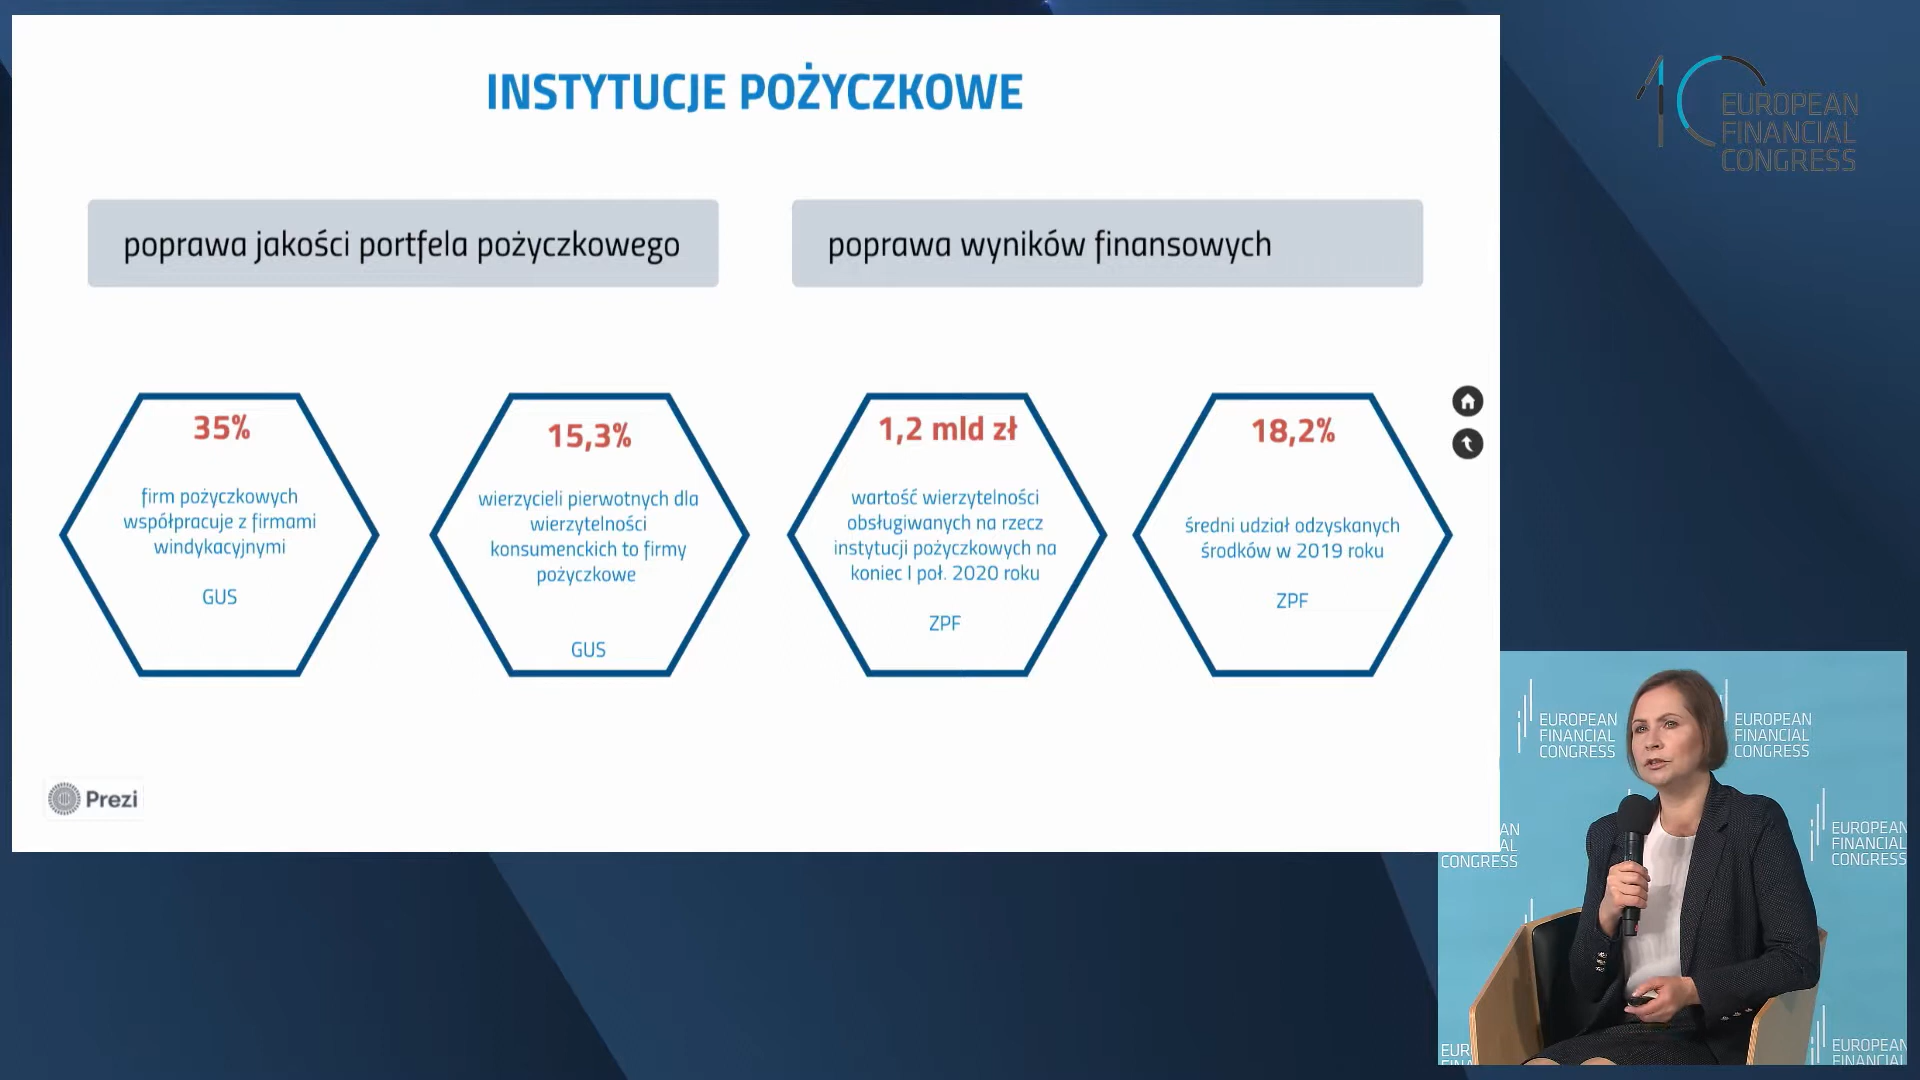 INSTYTUCJE POŻYCZKOWE
poprawa jakości portfela pożyczkowego
poprawa wyników finansowych
35%
firm pożyczkowych
współpracuje z firmami
windykacyjnymi
GUS
15,3%
wierzycieli pierwotnych dla
wierzytelności
konsumenckich to firmy
pożyczkowe
GUS
1,2 mld zł
wartość wierzytelności
obsługiwanych na rzecz
instytucji pożyczkowych na
koniec I poł. 2020 roku
ZPF
18,2%
średni udział odzyskanych
środków w 2019 roku
ZPF
Prezi
10
EUROPEAN
FINANCIAL
CONGRESS
EUROPEAN
FINANCIAL
CONGRESS
EUROPEAN
FINANCIAL
CONGRESS
CONGRESS
EUROPEAN
FINANCIAL
CONGRESS
EUROPEAN
FINANCIAL